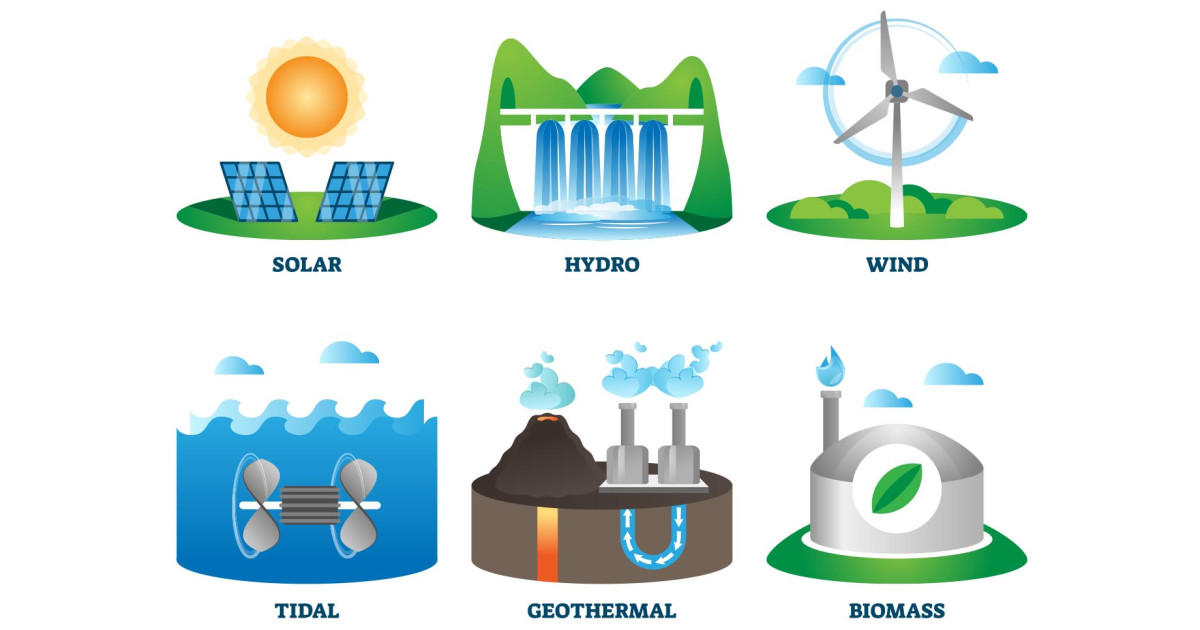 SOLAR
HYDRO
WIND
TIDAL
GEOTHERMAL
BIOMASS